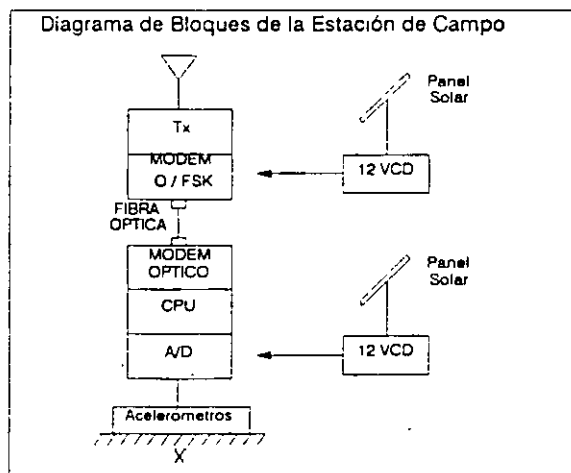 Diagrama de Bloques de la Estación de Campo
Tx
MODEM
O / FSK
FIBRA
OPTICA
MODEM
OPTICO
CPU
A/D
Acelerometros
X
Panel
Solar
12 VCD
Panel
Solar
12 VCD